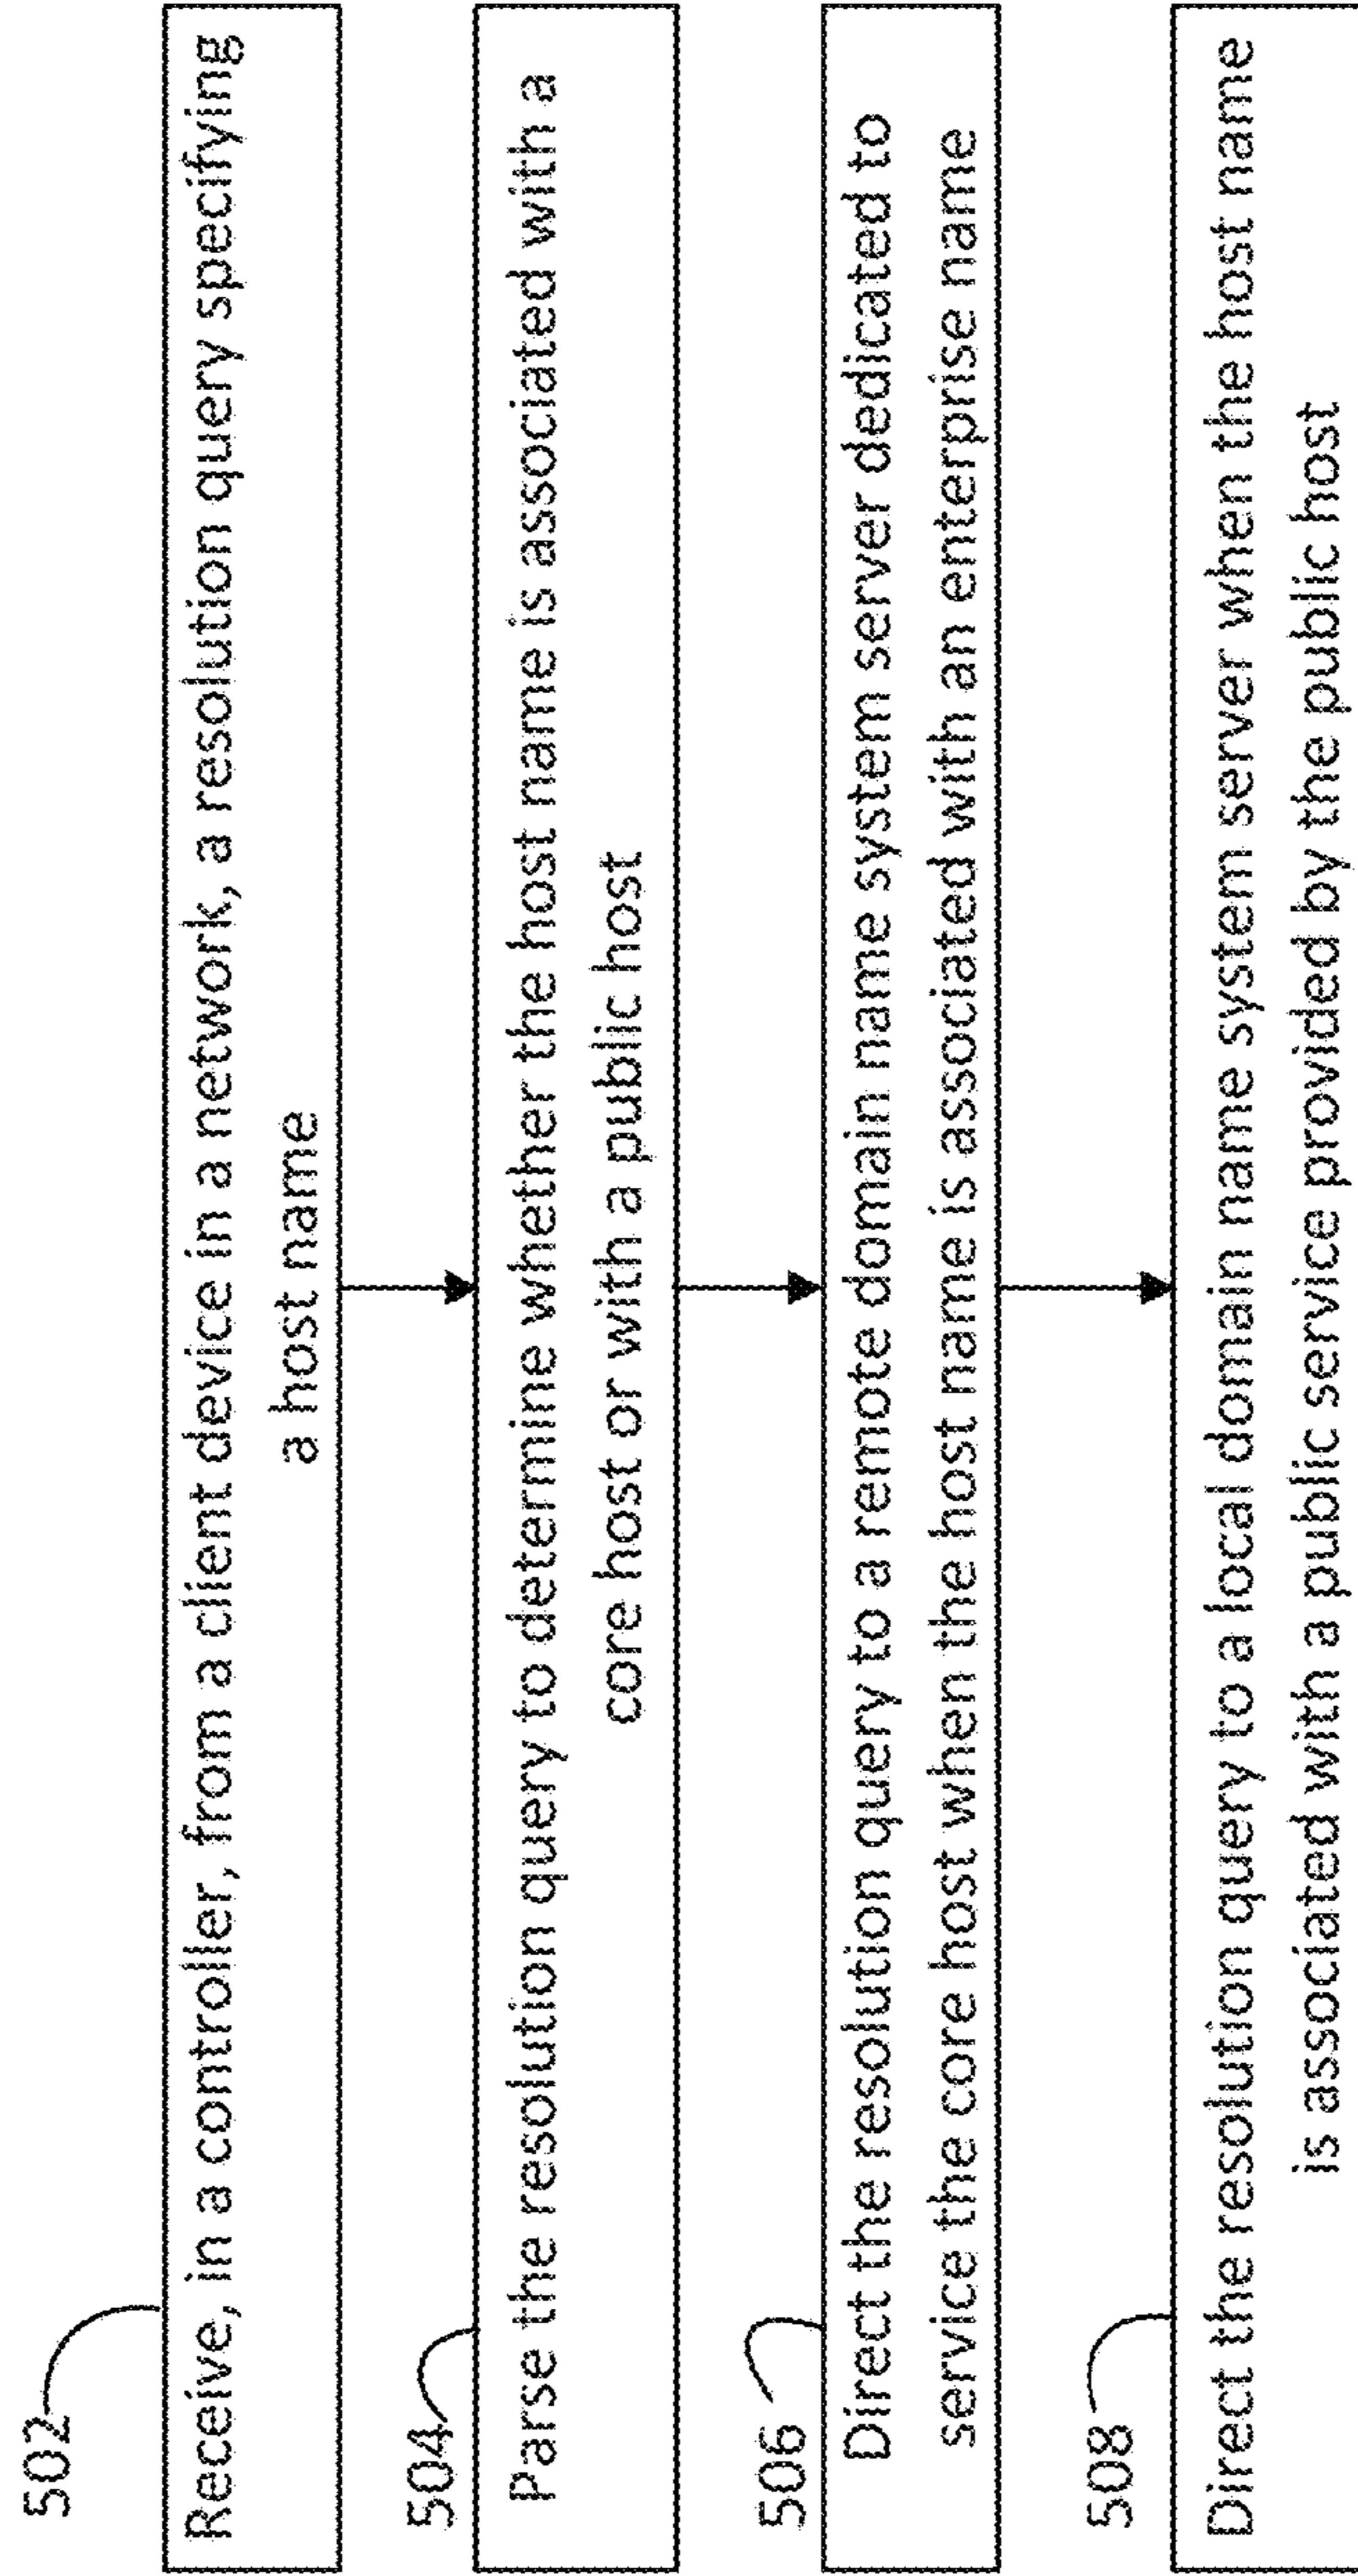 502
Receive, in a controller, from a client device in a network, a resolution query specifying
a host name
504
Parse the resolution query to determine whether the host name is associated with a
core host or with a public host
506
Direct the resolution query to a remote domain name system server dedicated to
service the core host when the host name is associated with an enterprise name
508
Direct the resolution query to a local domain name system server when the host name
is associated with a public service provided by the public host